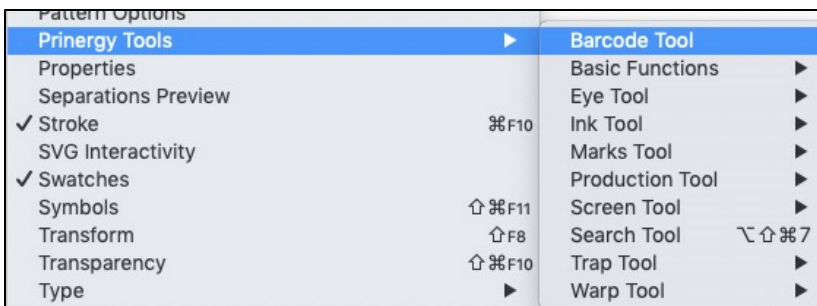 Pattern Options
Prinergy Tools ▶
Properties
Separations Preview
✓ Stroke ⌘F10
SVG Interactivity
✓ Swatches
Symbols ⇧⌘F11
Transform ⇧F8
Transparency ⇧⌘F10
Type ▶
Barcode Tool
Basic Functions ▶
Eye Tool ▶
Ink Tool ▶
Marks Tool ▶
Production Tool ▶
Screen Tool ▶
Search Tool ⌥⇧⌘7
Trap Tool ▶
Warp Tool ▶